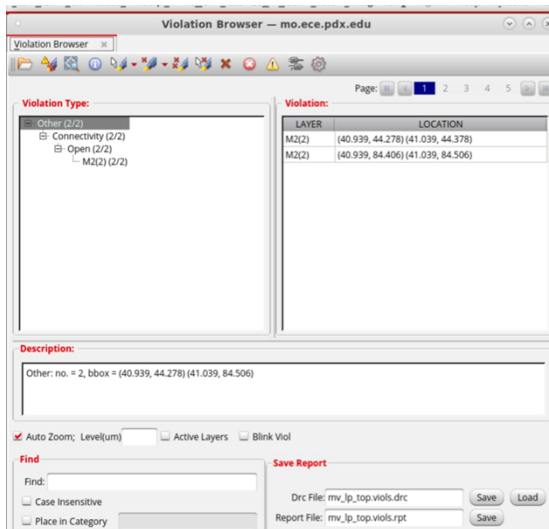 Violation Browser — mo.ece.pdx.edu
Violation Browser ×
Page: 1 2 3 4 5
Violation Type:
Other (2/2)
Connectivity (2/2)
Open (2/2)
M2(2) (2/2)
Violation:
LAYER LOCATION
M2(2) (40.939, 44.278) (41.039, 44.378)
M2(2) (40.939, 84.406) (41.039, 84.506)
Description:
Other: no. = 2, bbox = (40.939, 44.278) (41.039, 84.506)
Auto Zoom; Level(um) Active Layers Blink Viol
Find
Find:
Case Insensitive
Place in Category
Save Report
Drc File: mv_lp_top.viols.drc Save Load
Report File: mv_lp_top.viols.rpt Save